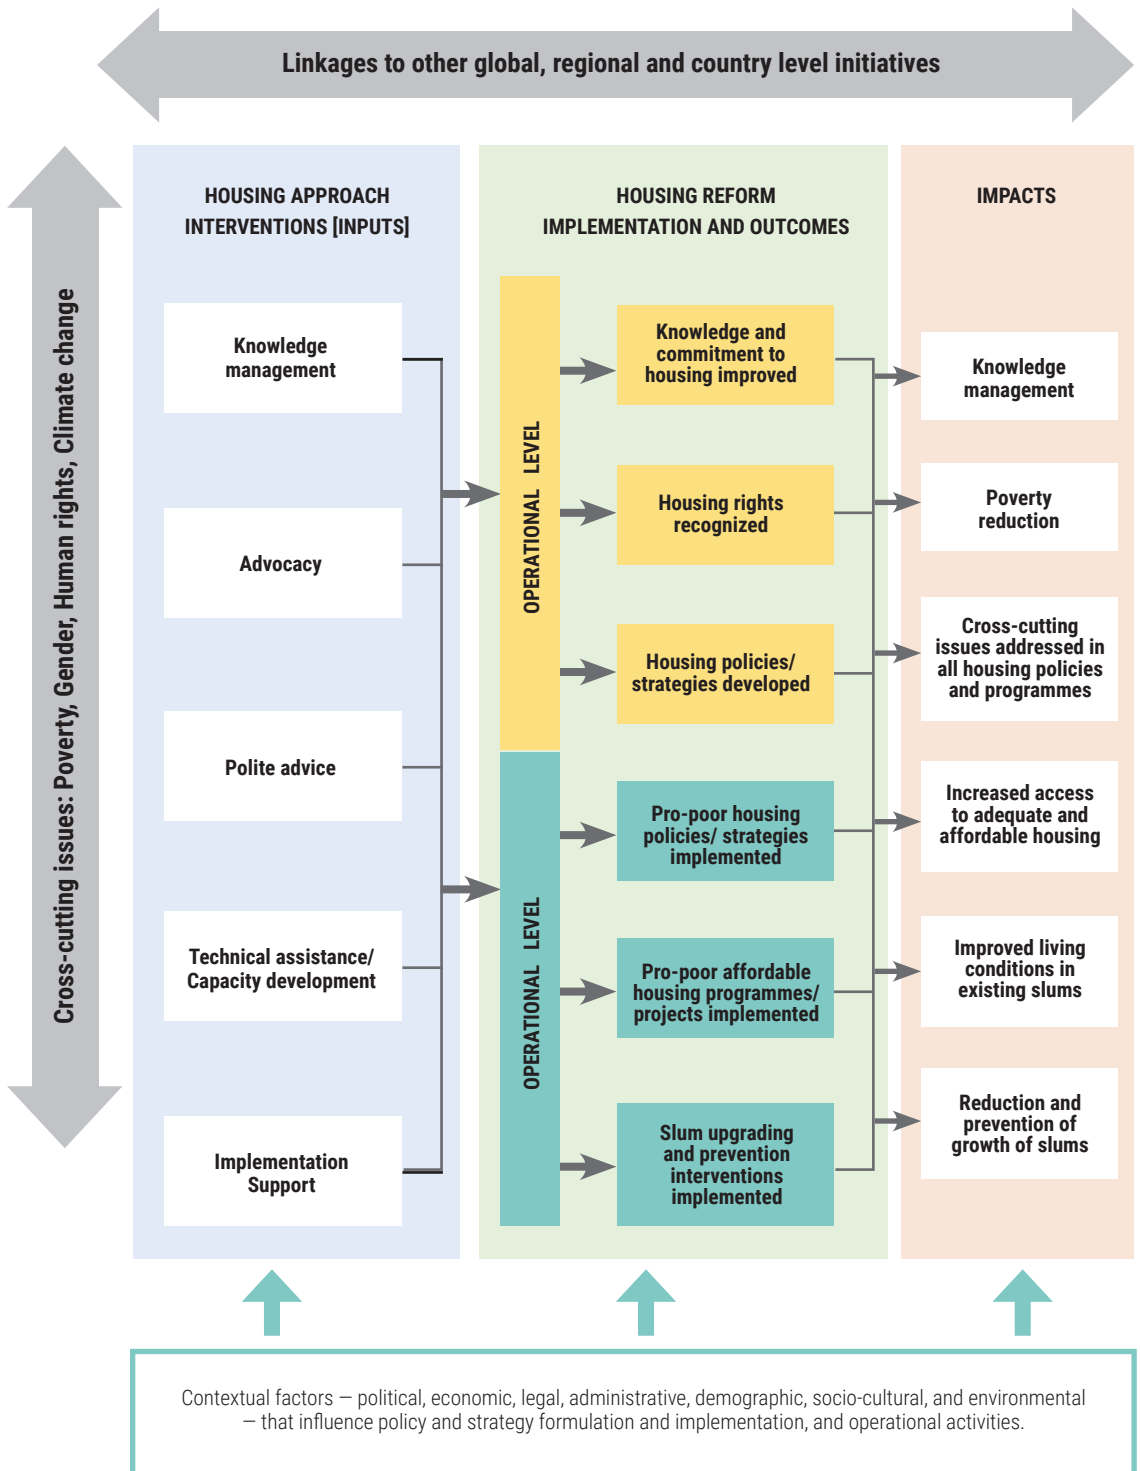 Linkages to other global, regional and country level initiatives
Cross-cutting issues: Poverty, Gender, Human rights, Climate change
HOUSING APPROACH
INTERVENTIONS [INPUTS]
Knowledge
management
Advocacy
Polite advice
Technical assistance/
Capacity development
Implementation
Support
HOUSING REFORM
IMPLEMENTATION AND OUTCOMES
OPERATIONAL LEVEL
Knowledge and
commitment to
housing improved
Housing rights
recognized
Housing policies/
strategies developed
OPERATIONAL LEVEL
Pro-poor housing
policies/ strategies
implemented
Pro-poor affordable
housing programmes/
projects implemented
Slum upgrading
and prevention
interventions
implemented
IMPACTS
Knowledge
management
Poverty
reduction
Cross-cutting
issues addressed in
all housing policies
and programmes
Increased access
to adequate and
affordable housing
Improved living
conditions in
existing slums
Reduction and
prevention of
growth of slums
Contextual factors — political, economic, legal, administrative, demographic, socio-cultural, and environmental
— that influence policy and strategy formulation and implementation, and operational activities.